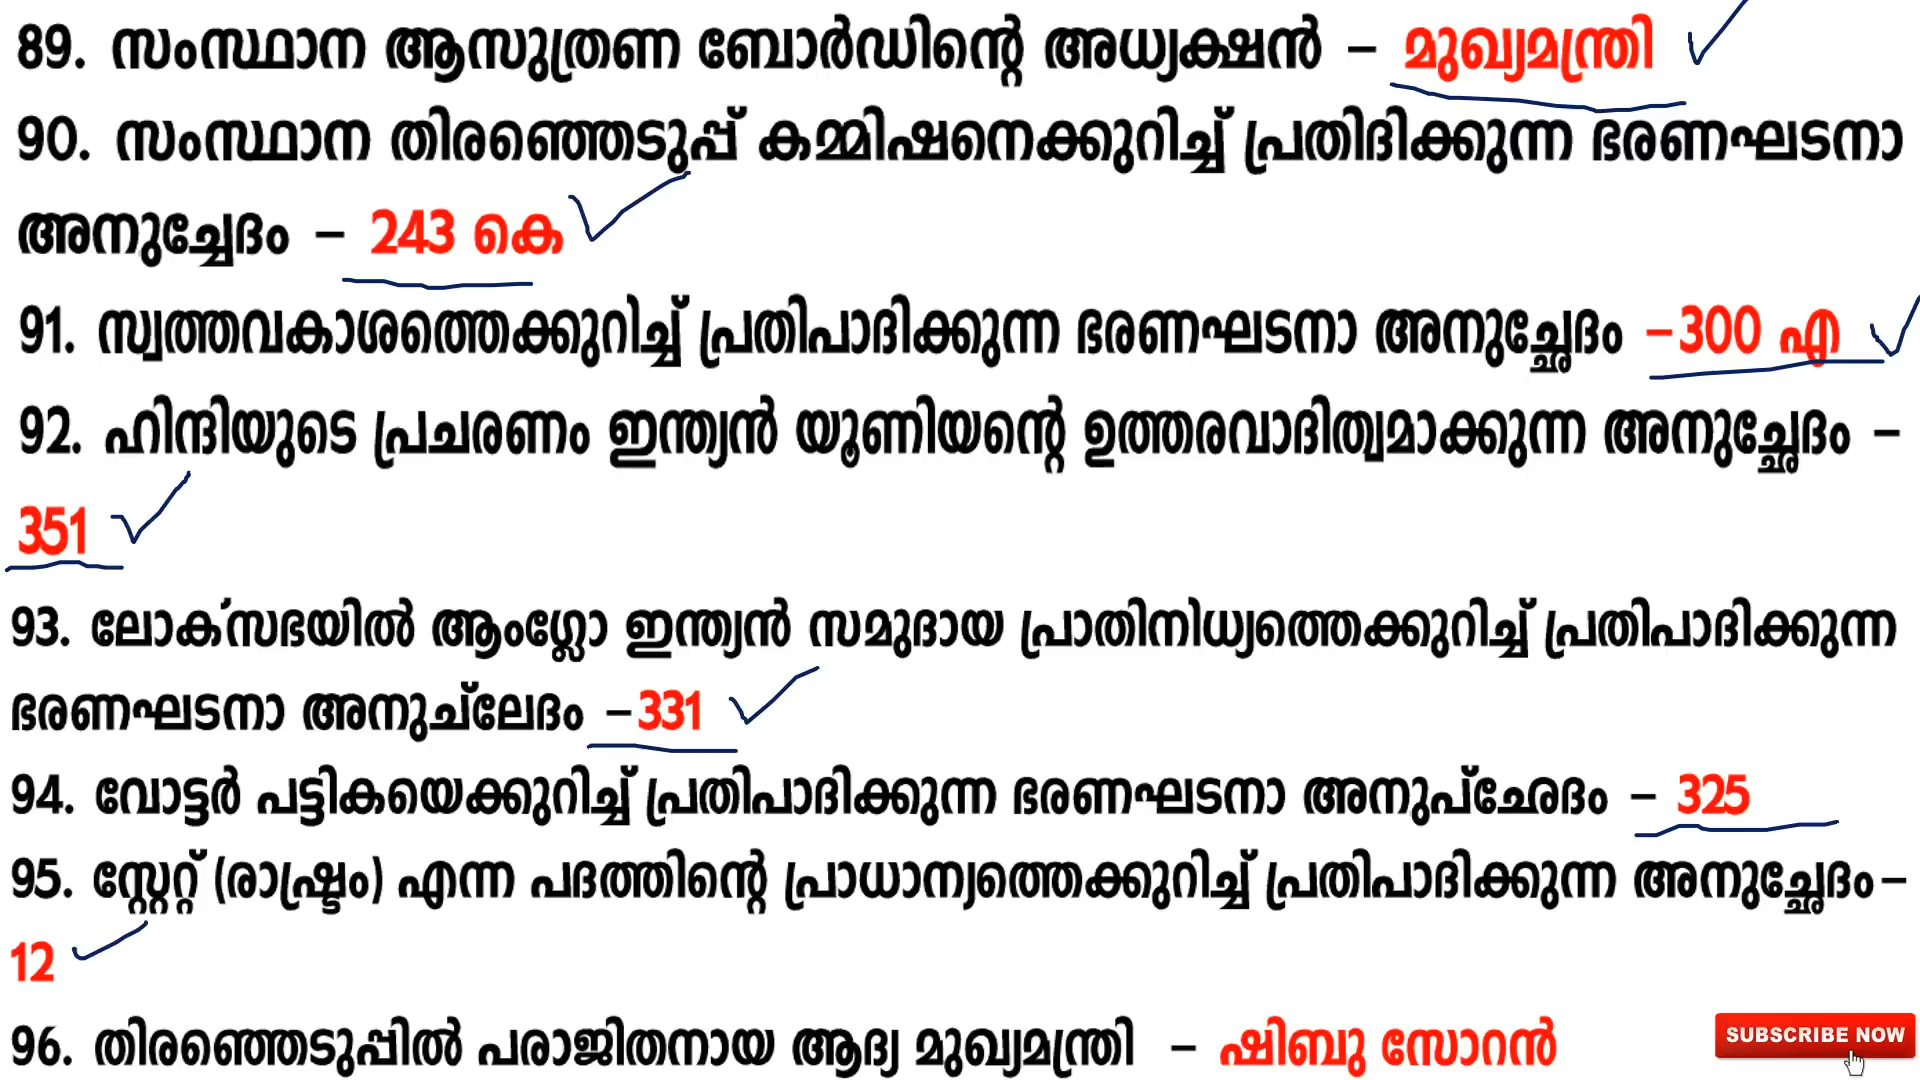 89. സംസ്ഥാന ആസുത്രണ ബോർഡിന്റെ അധ്യക്ഷൻ - മുഖ്യമന്ത്രി
90. സംസ്ഥാന തിരഞ്ഞെടുപ്പ് കമ്മിഷനെക്കുറിച്ച് പ്രതിദിക്കുന്ന ഭരണഘടനാ
അനുച്ചേദം - 243 കെ
91. സ്വത്തവകാശത്തെക്കുറിച്ച് പ്രതിപാദിക്കുന്ന ഭരണഘടനാ അനുച്ഛേദം -300 എ
92. ഹിന്ദിയുടെ പ്രചരണം ഇന്ത്യൻ യൂണിയന്റെ ഉത്തരവാദിത്വമാക്കുന്ന അനുച്ഛേദം -
351
93. ലോക്സഭയിൽ ആംഗ്ലോ ഇന്ത്യൻ സമുദായ പ്രാതിനിധ്യത്തെക്കുറിച്ച് പ്രതിപാദിക്കുന്ന
ഭരണഘടനാ അനുച്ലേദം -331
94. വോട്ടർ പട്ടികയെക്കുറിച്ച് പ്രതിപാദിക്കുന്ന ഭരണഘടനാ അനുപ്ഛേദം - 325
95. സ്റ്റേറ്റ് (രാഷ്ട്രം) എന്ന പദത്തിന്റെ പ്രാധാന്യത്തെക്കുറിച്ച് പ്രതിപാദിക്കുന്ന അനുച്ഛേദം-
12
96. തിരഞ്ഞെടുപ്പിൽ പരാജിതനായ ആദ്യ മുഖ്യമന്ത്രി - ഷിബു സോറൻ
SUBSCRIBE NOW